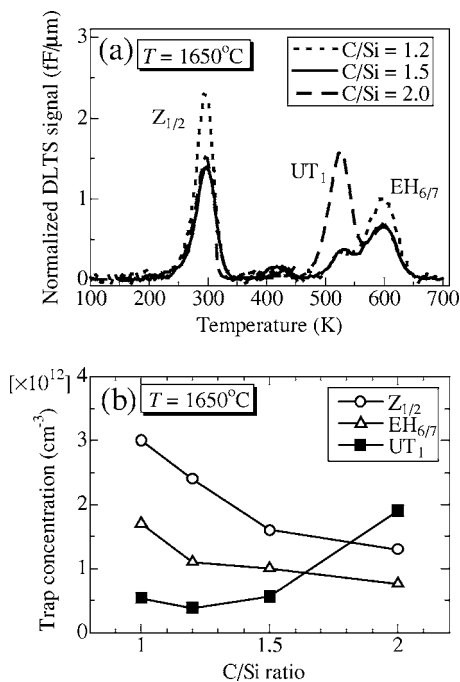 (a)
T = 1650°C
C/Si = 1.2
C/Si = 1.5
C/Si = 2.0
Z1/2
UT1
EH6/7
Normalized DLTS signal (fF/μm)
3
2
1
0
100 200 300 400 500 600 700
Temperature (K)
[×10^12]
(b)
T = 1650°C
Z1/2
EH6/7
UT1
Trap concentration (cm^-3)
4
3
2
1
0
1 1.5 2
C/Si ratio